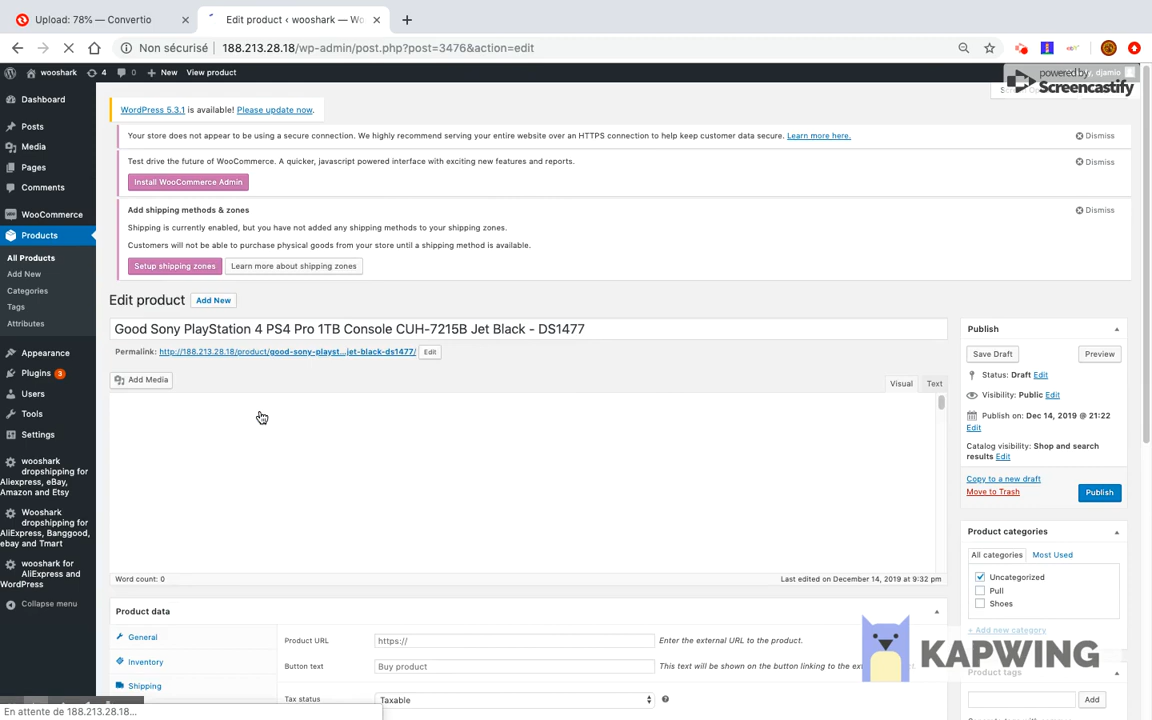 Upload: 78% — Convertio
Edit product ‹ wooshark — Wo...
Non sécurisé
188.213.28.18/wp-admin/post.php?post=3476&action=edit
wooshark
4
0
New
View product
djamio
powered by
Screencastify
Dashboard
Posts
Media
Pages
Comments
WooCommerce
Products
All Products
Add New
Categories
Tags
Attributes
Appearance
Plugins 3
Users
Tools
Settings
wooshark
dropshipping for
Aliexpress, eBay,
Amazon and Etsy
Wooshark
dropshipping for
AliExpress, Banggood,
ebay and Tmart
wooshark for
AliExpress and
WordPress
Collapse menu
WordPress 5.3.1 is available! Please update now.
Your store does not appear to be using a secure connection. We highly recommend serving your entire website over an HTTPS connection to help keep customer data secure. Learn more here.
Dismiss
Test drive the future of WooCommerce. A quicker, javascript powered interface with exciting new features and reports.
Dismiss
Install WooCommerce Admin
Add shipping methods & zones
Dismiss
Shipping is currently enabled, but you have not added any shipping methods to your shipping zones.
Customers will not be able to purchase physical goods from your store until a shipping method is available.
Setup shipping zones
Learn more about shipping zones
Edit product
Add New
Good Sony PlayStation 4 PS4 Pro 1TB Console CUH-7215B Jet Black - DS1477
Permalink: http://188.213.28.18/product/good-sony-playst...jet-black-ds1477/
Edit
Add Media
Visual
Text
Word count: 0
Last edited on December 14, 2019 at 9:32 pm
Product data
General
Inventory
Shipping
Product URL
https://
Enter the external URL to the product.
Button text
Buy product
This text will be shown on the button linking to the
Tax status
Taxable
Publish
Save Draft
Preview
Status: Draft Edit
Visibility: Public Edit
Publish on: Dec 14, 2019 @ 21:22
Edit
Catalog visibility: Shop and search
results Edit
Copy to a new draft
Move to Trash
Publish
Product categories
All categories
Most Used
Uncategorized
Pull
Shoes
+ Add new category
KAPWING
Product tags
Add
En attente de 188.213.28.18...